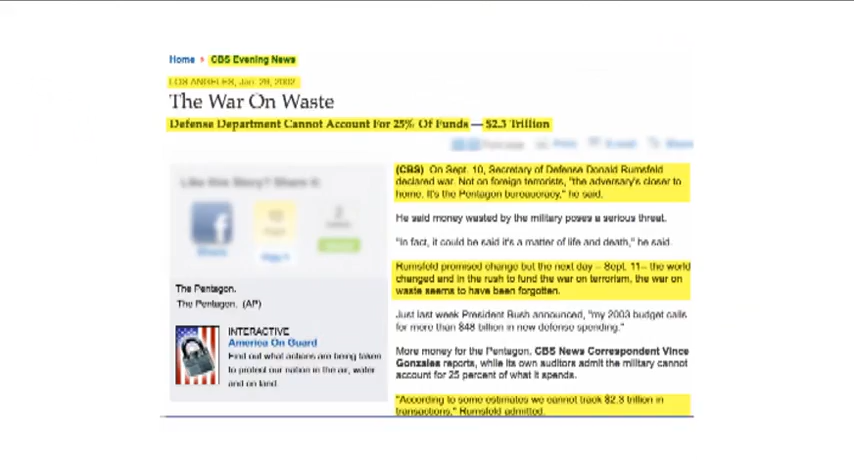 Home CBS Evening News
LOS ANGELES, Jan. 29, 2002
The War On Waste
Defense Department Cannot Account For 25% Of Funds — $2.3 Trillion
Print
E-mail
Share
Like this Story? Share it:
Share
The Pentagon.
The Pentagon. (AP)
INTERACTIVE
America On Guard
Find out what actions are being taken
to protect our nation in the air, water
and on land.
(CBS) On Sept. 10, Secretary of Defense Donald Rumsfeld
declared war. Not on foreign terrorists, "the adversary's closer to
home. It's the Pentagon bureaucracy," he said.
He said money wasted by the military poses a serious threat.
"In fact, it could be said it's a matter of life and death," he said.
Rumsfeld promised change but the next day – Sept. 11– the world
changed and in the rush to fund the war on terrorism, the war on
waste seems to have been forgotten.
Just last week President Bush announced, "my 2003 budget calls
for more than $48 billion in new defense spending."
More money for the Pentagon, CBS News Correspondent Vince
Gonzales reports, while its own auditors admit the military cannot
account for 25 percent of what it spends.
"According to some estimates we cannot track $2.3 trillion in
transactions," Rumsfeld admitted.